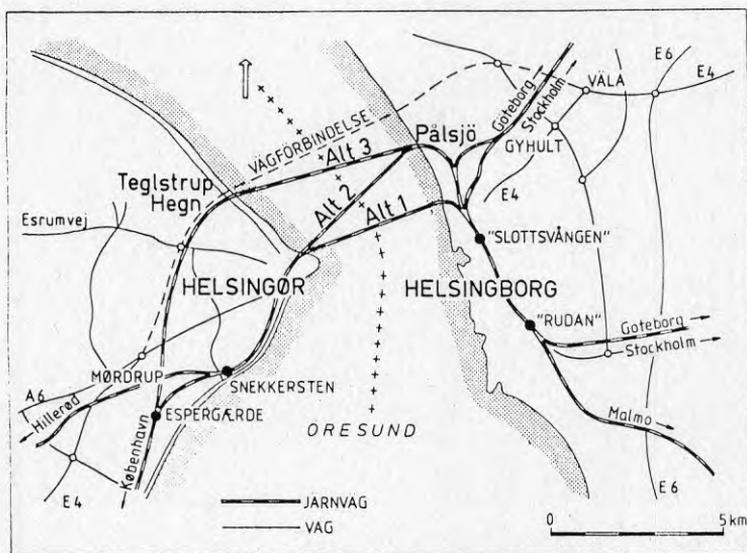 E6
E4
VÄLA
Göteborg
Stockholm
GYHULT
E4
VÄGFÖRBINDELSE
Pålsjö
Alt 3
Alt 2
Alt 1
Teglstrup
Hegn
Esrumvej
"SLOTTSVÅNGEN"
HELSINGØR
HELSINGBORG
"RUDAN"
Göteborg
Stockholm
MØRDRUP
SNEKKERSTEN
A6
Hillerød
ESPERGÆRDE
Malmo
ÖRESUND
København
E4
E6
JÄRNVÄG
VÄG
0 5 km